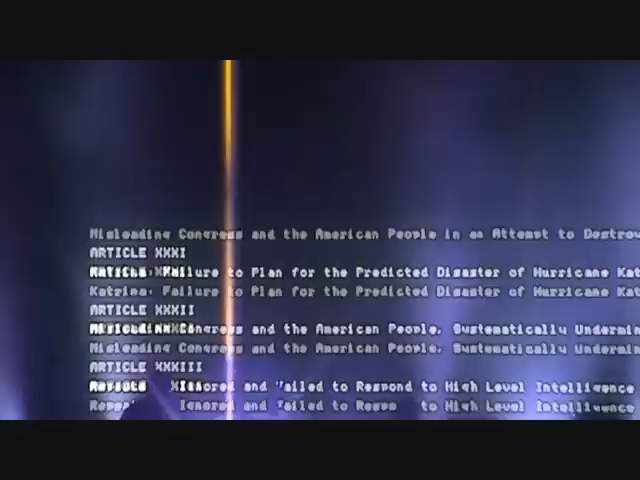 Misleading Congress and the American People in an Attempt to Destroy
ARTICLE XXXI
Katrina: Failure to Plan for the Predicted Disaster of Hurricane Kat
Katrina: Failure to Plan for the Predicted Disaster of Hurricane Kat
ARTICLE XXXII
Misleading Congress and the American People, Systematically Undermin
Misleading Congress and the American People, Systematically Undermin
ARTICLE XXXIII
Ignored and Failed to Respond to High Level Intelligence
Ignored and Failed to to High Level Intelligence